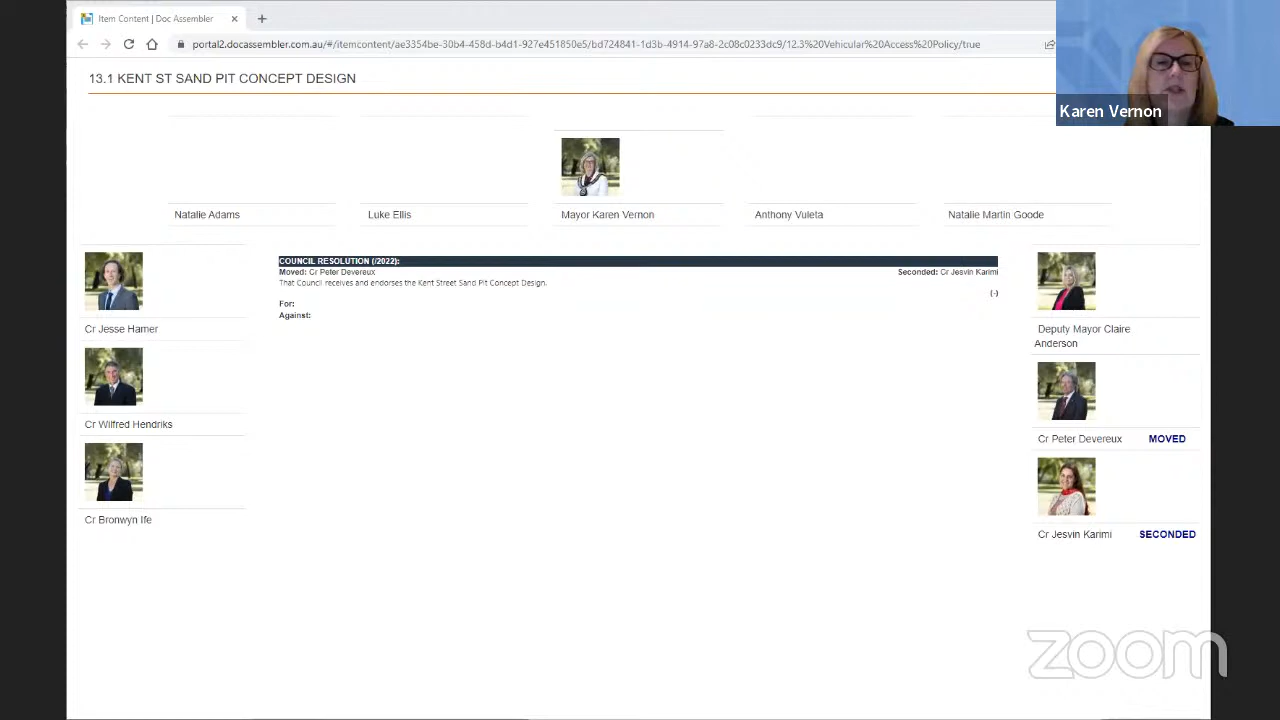 Item Content | Doc Assembler
portal2.docassembler.com.au/#/itemcontent/ae3354be-30b4-458d-b4d1-927e451850e5/bd724841-1d3b-4914-97a8-2c08c0233dc9/12.3%20Vehicular%20Access%20Policy/true
13.1 KENT ST SAND PIT CONCEPT DESIGN
Karen Vernon
Natalie Adams
Luke Ellis
Mayor Karen Vernon
Anthony Vuleta
Natalie Martin Goode
COUNCIL RESOLUTION (/2022):
Moved: Cr Peter Devereux
Seconded: Cr Jesvin Karimi
That Council receives and endorses the Kent Street Sand Pit Concept Design.
(-)
For:
Against:
Cr Jesse Hamer
Cr Wilfred Hendriks
Cr Bronwyn Ife
Deputy Mayor Claire
Anderson
Cr Peter Devereux MOVED
Cr Jesvin Karimi SECONDED
zoom